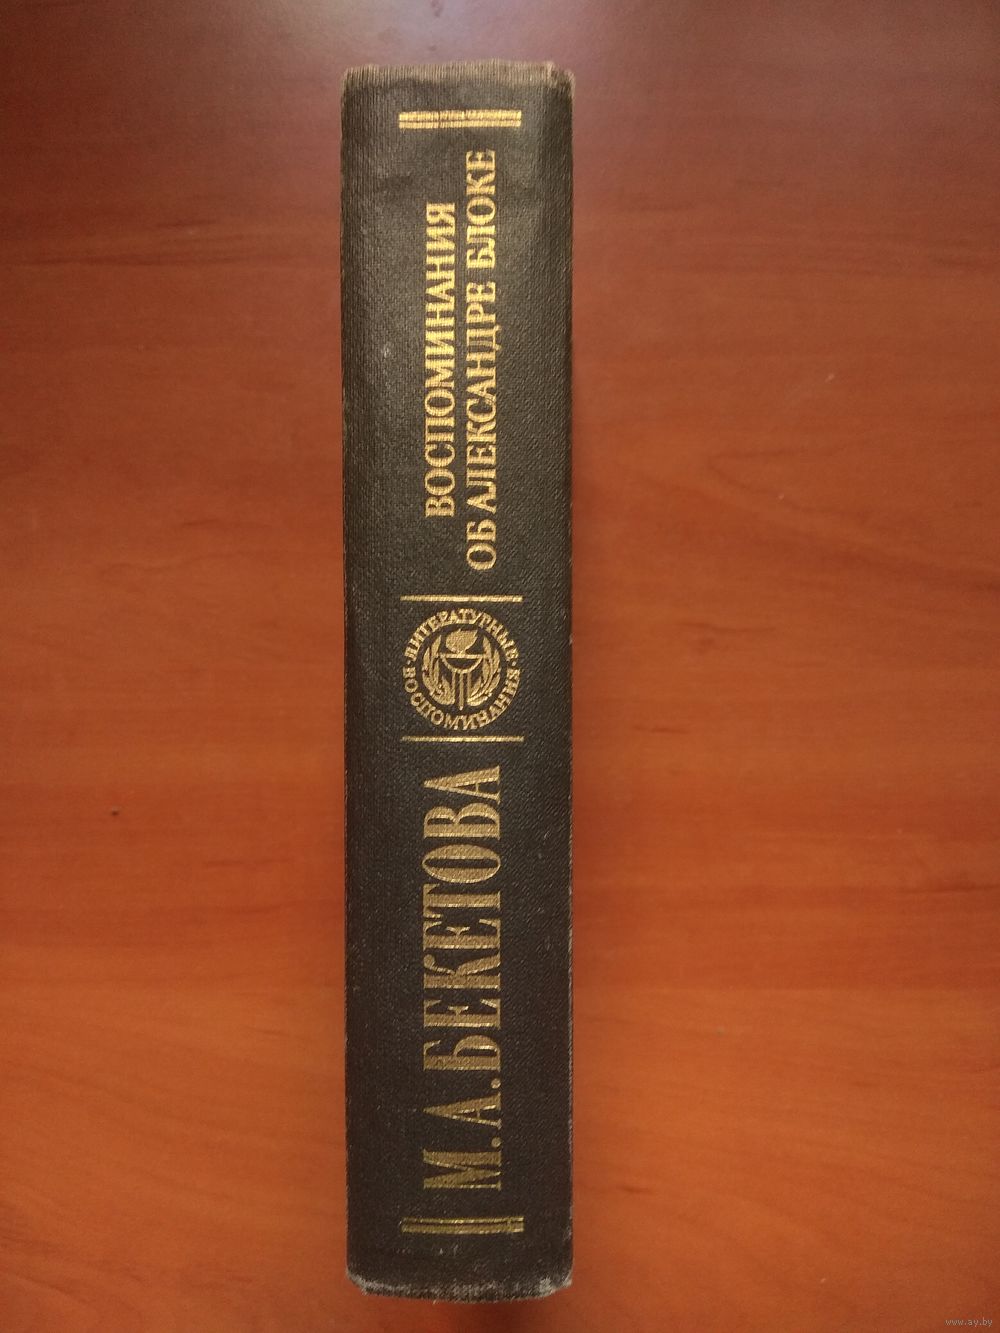 М.А.БЕКЕТОВА
ЛИТЕРАТУРНЫЕ
ВОСПОМИНАНИЯ
ВОСПОМИНАНИЯ
ОБ АЛЕКСАНДРЕ БЛОКЕ
www.ay.by